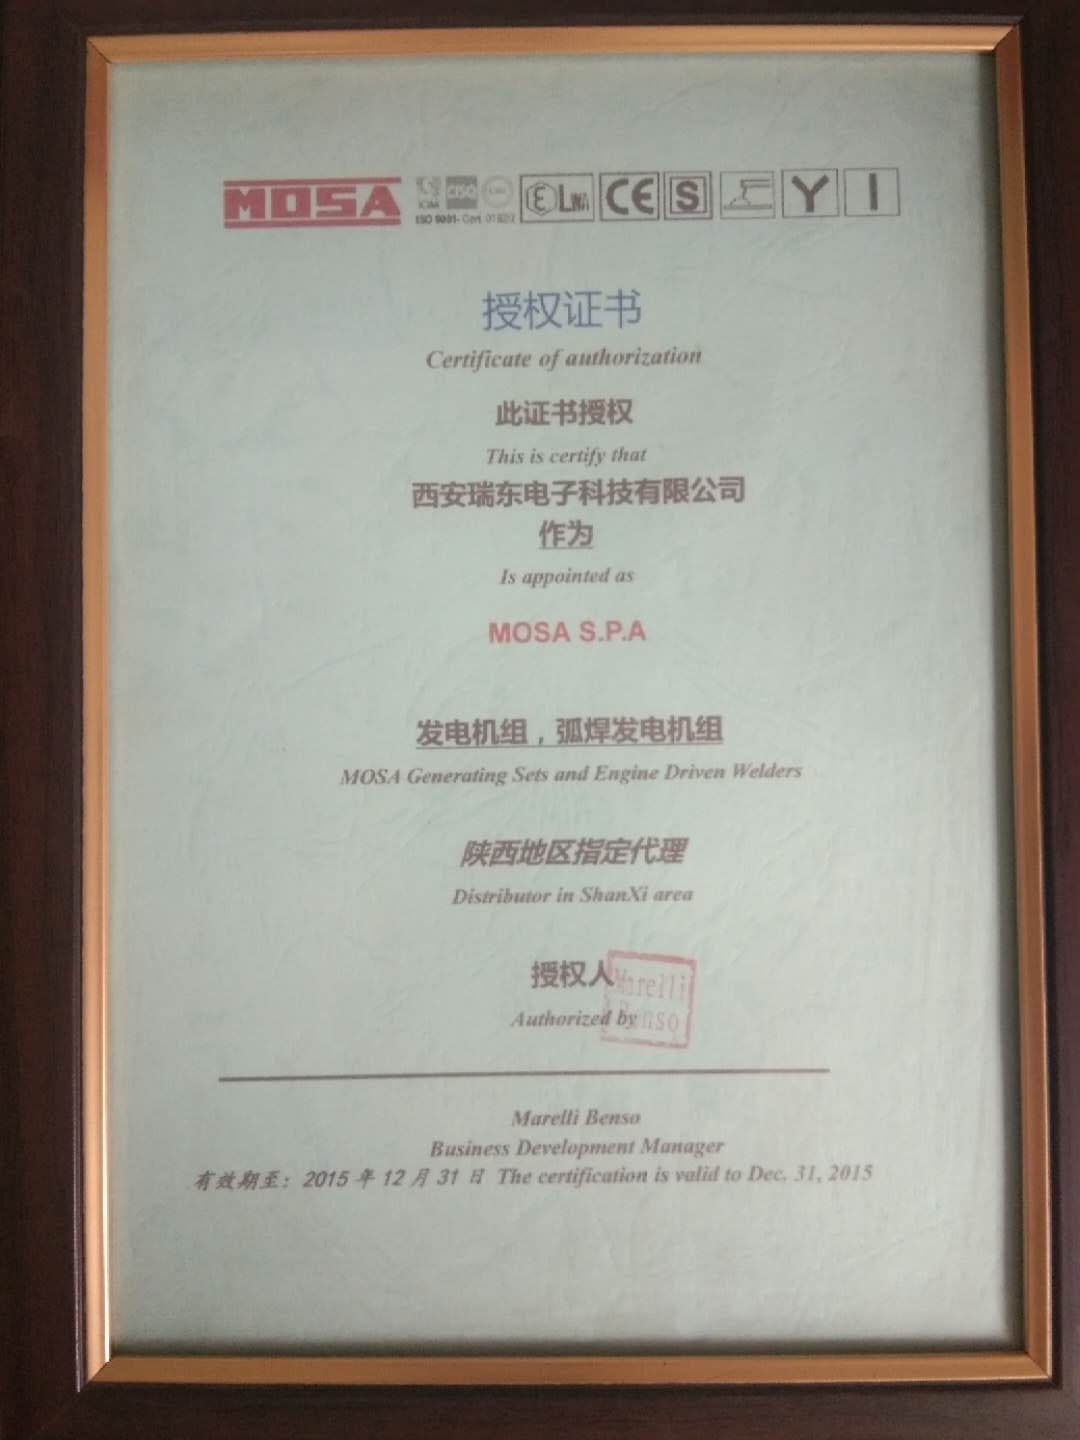 MOSA
CISQ
ISO 9001- Cert.
CE S Y I
授权证书
Certificate of authorization
此证书授权
This is certify that
西安瑞东电子科技有限公司
作为
Is appointed as
MOSA S.P.A
发电机组，弧焊发电机组
MOSA Generating Sets and Engine Driven Welders
陕西地区指定代理
Distributor in ShanXi area
授权人
Marelli
Benso
Authorized by
Marelli Benso
Business Development Manager
有效期至：2015 年 12 月 31 日 The certification is valid to Dec. 31, 2015